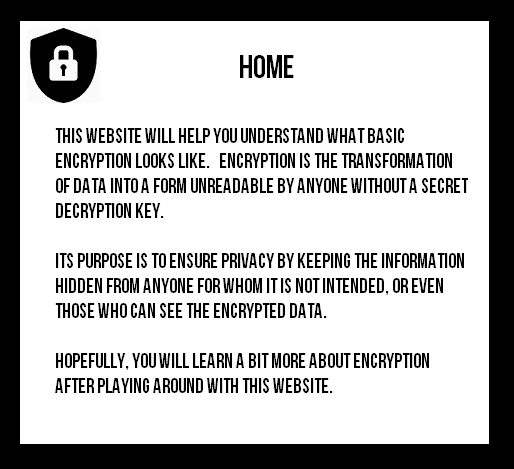 HOME
THIS WEBSITE WILL HELP YOU UNDERSTAND WHAT BASIC
ENCRYPTION LOOKS LIKE. ENCRYPTION IS THE TRANSFORMATION
OF DATA INTO A FORM UNREADABLE BY ANYONE WITHOUT A SECRET
DECRYPTION KEY.
ITS PURPOSE IS TO ENSURE PRIVACY BY KEEPING THE INFORMATION
HIDDEN FROM ANYONE FOR WHOM IT IS NOT INTENDED, OR EVEN
THOSE WHO CAN SEE THE ENCRYPTED DATA.
HOPEFULLY, YOU WILL LEARN A BIT MORE ABOUT ENCRYPTION
AFTER PLAYING AROUND WITH THIS WEBSITE.